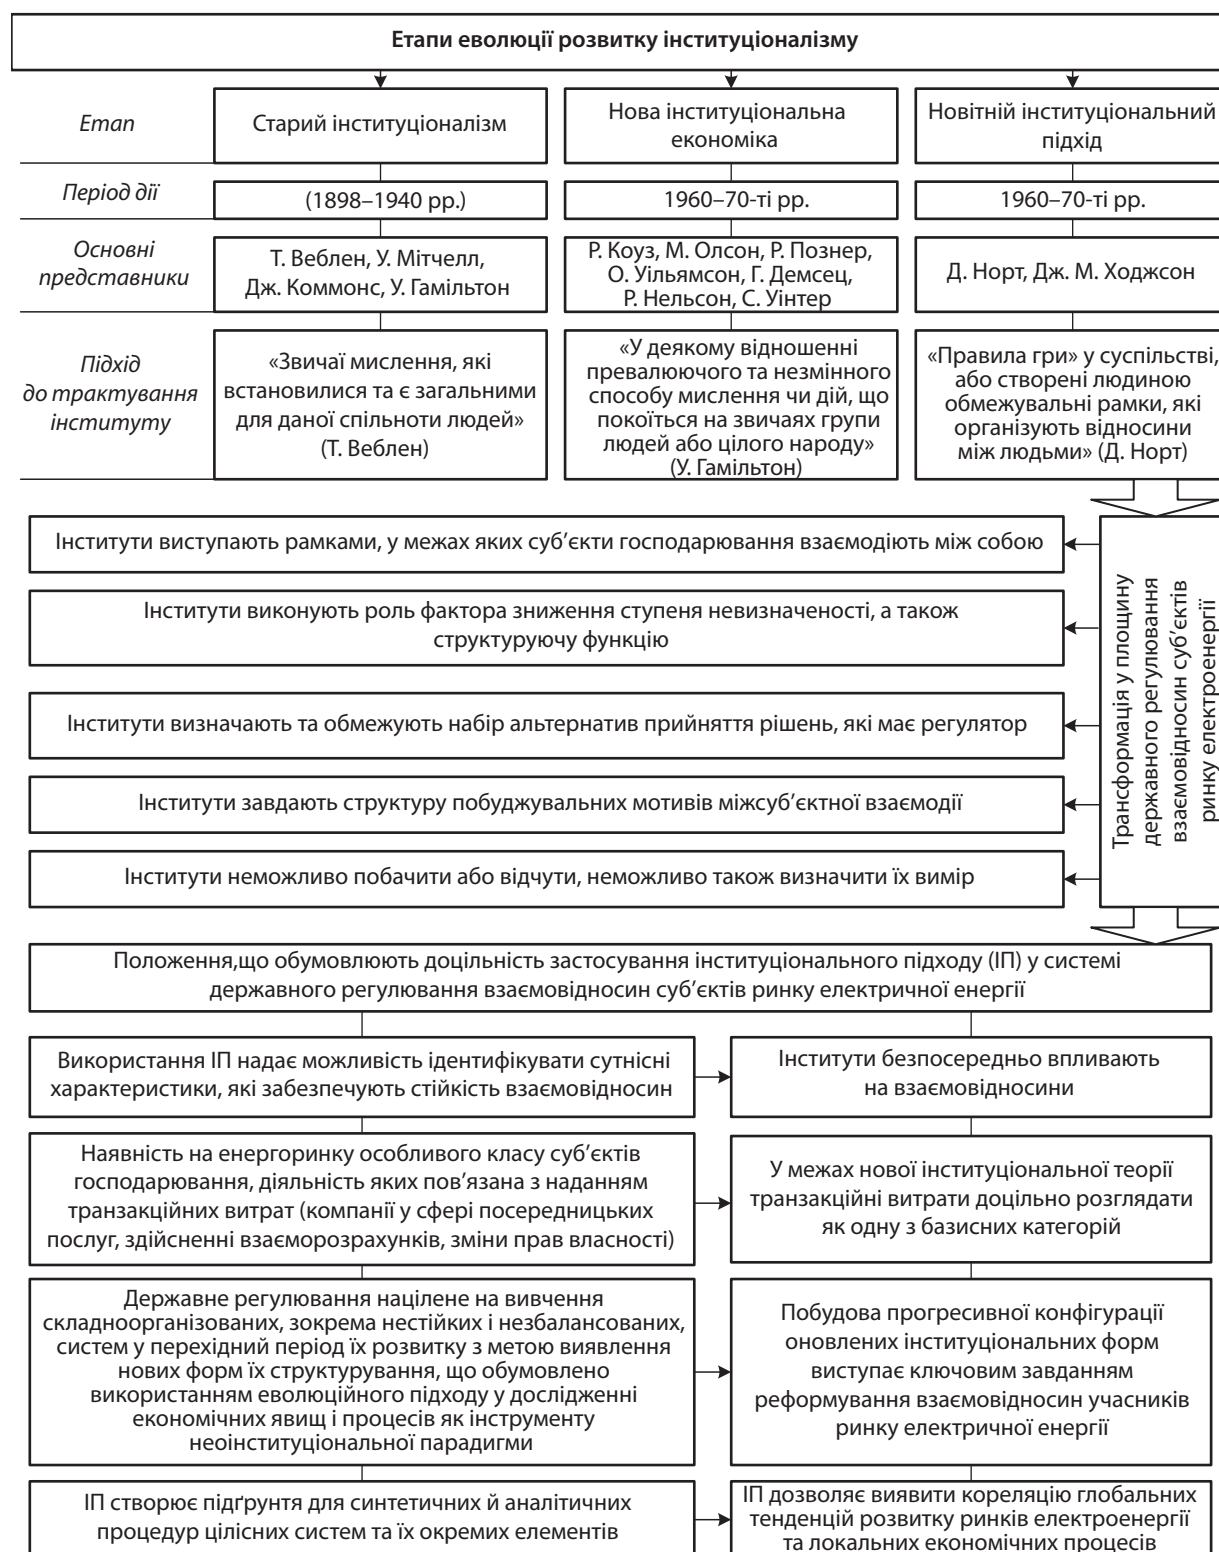 Етапи еволюції розвитку інституціоналізму
Етап
Старий інституціоналізм
Нова інституціональна
економіка
Новітній інституціональний
підхід
Період дії
(1898–1940 рр.)
1960–70-ті рр.
1960–70-ті рр.
Основні
представники
Т. Веблен, У. Мітчелл,
Дж. Коммонс, У. Гамільтон
Р. Коуз, М. Олсон, Р. Познер,
О. Уільямсон, Г. Демсец,
Р. Нельсон, С. Уінтер
Д. Норт, Дж. М. Ходжсон
Підхід
до трактування
інституту
«Звичаї мислення, які
встановилися та є загальними
для даної спільноти людей»
(Т. Веблен)
«У деякому відношенні
превалюючого та незмінного
способу мислення чи дій, що
покоїться на звичаях групи
людей або цілого народу»
(У. Гамільтон)
«Правила гри» у суспільстві,
або створені людиною
обмежувальні рамки, які
організують відносини
між людьми» (Д. Норт)
Інститути виступають рамками, у межах яких суб’єкти господарювання взаємодіють між собою
Інститути виконують роль фактора зниження ступеня невизначеності, а також
структуруючу функцію
Інститути визначають та обмежують набір альтернатив прийняття рішень, які має регулятор
Інститути завдають структуру побуджувальних мотивів міжсуб’єктної взаємодії
Інститути неможливо побачити або відчути, неможливо також визначити їх вимір
Трансформація у площину
державного регулювання
взаємовідносин суб’єктів
ринку електроенергії
Положення,що обумовлюють доцільність застосування інституціонального підходу (ІП) у системі
державного регулювання взаємовідносин суб’єктів ринку електричної енергії
Використання ІП надає можливість ідентифікувати сутнісні
характеристики, які забезпечують стійкість взаємовідносин
Інститути безпосередньо впливають
на взаємовідносини
Наявність на енергоринку особливого класу суб’єктів
господарювання, діяльність яких пов’язана з наданням
транзакційних витрат (компанії у сфері посередницьких
послуг, здійсненні взаєморозрахунків, зміни прав власності)
У межах нової інституціональної теорії
транзакційні витрати доцільно розглядати
як одну з базисних категорій
Державне регулювання націлене на вивчення
складноорганізованих, зокрема нестійких і незбалансованих,
систем у перехідний період їх розвитку з метою виявлення
нових форм їх структурування, що обумовлено
використанням еволюційного підходу у дослідженні
економічних явищ і процесів як інструменту
неоінституціональної парадигми
Побудова прогресивної конфігурації
оновлених інституціональних форм
виступає ключовим завданням
реформування взаємовідносин учасників
ринку електричної енергії
ІП створює підґрунтя для синтетичних й аналітичних
процедур цілісних систем та їх окремих елементів
ІП дозволяє виявити кореляцію глобальних
тенденцій розвитку ринків електроенергії
та локальних економічних процесів